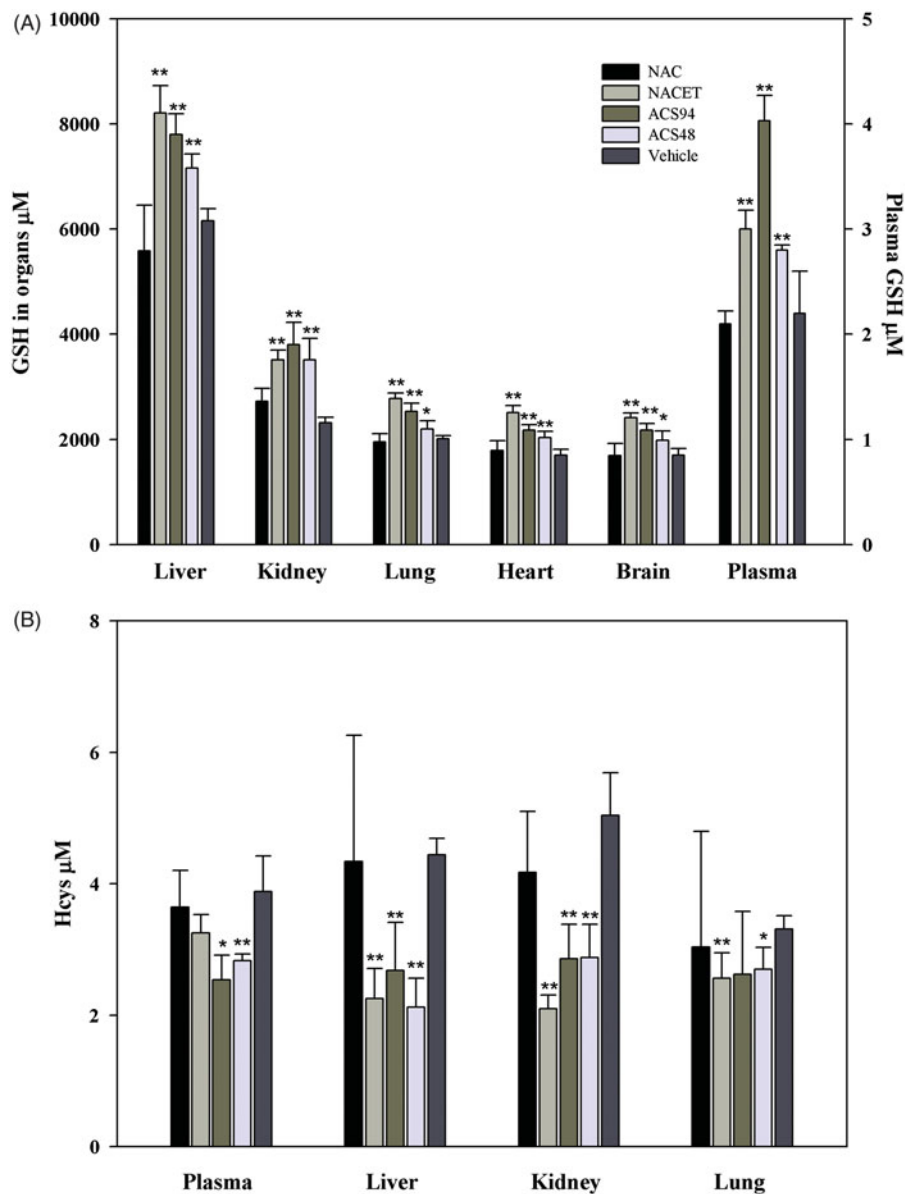 (A)
10000
8000
6000
4000
2000
0
GSH in organs µM
5
4
3
2
1
0
Plasma GSH µM
NAC
NACET
ACS94
ACS48
Vehicle
** ** **
** ** **
** ** *
** ** **
** ** *
** ** **
Liver Kidney Lung Heart Brain Plasma
(B)
8
6
4
2
0
Hcys µM
* **
** ** **
** ** **
** *
Plasma Liver Kidney Lung